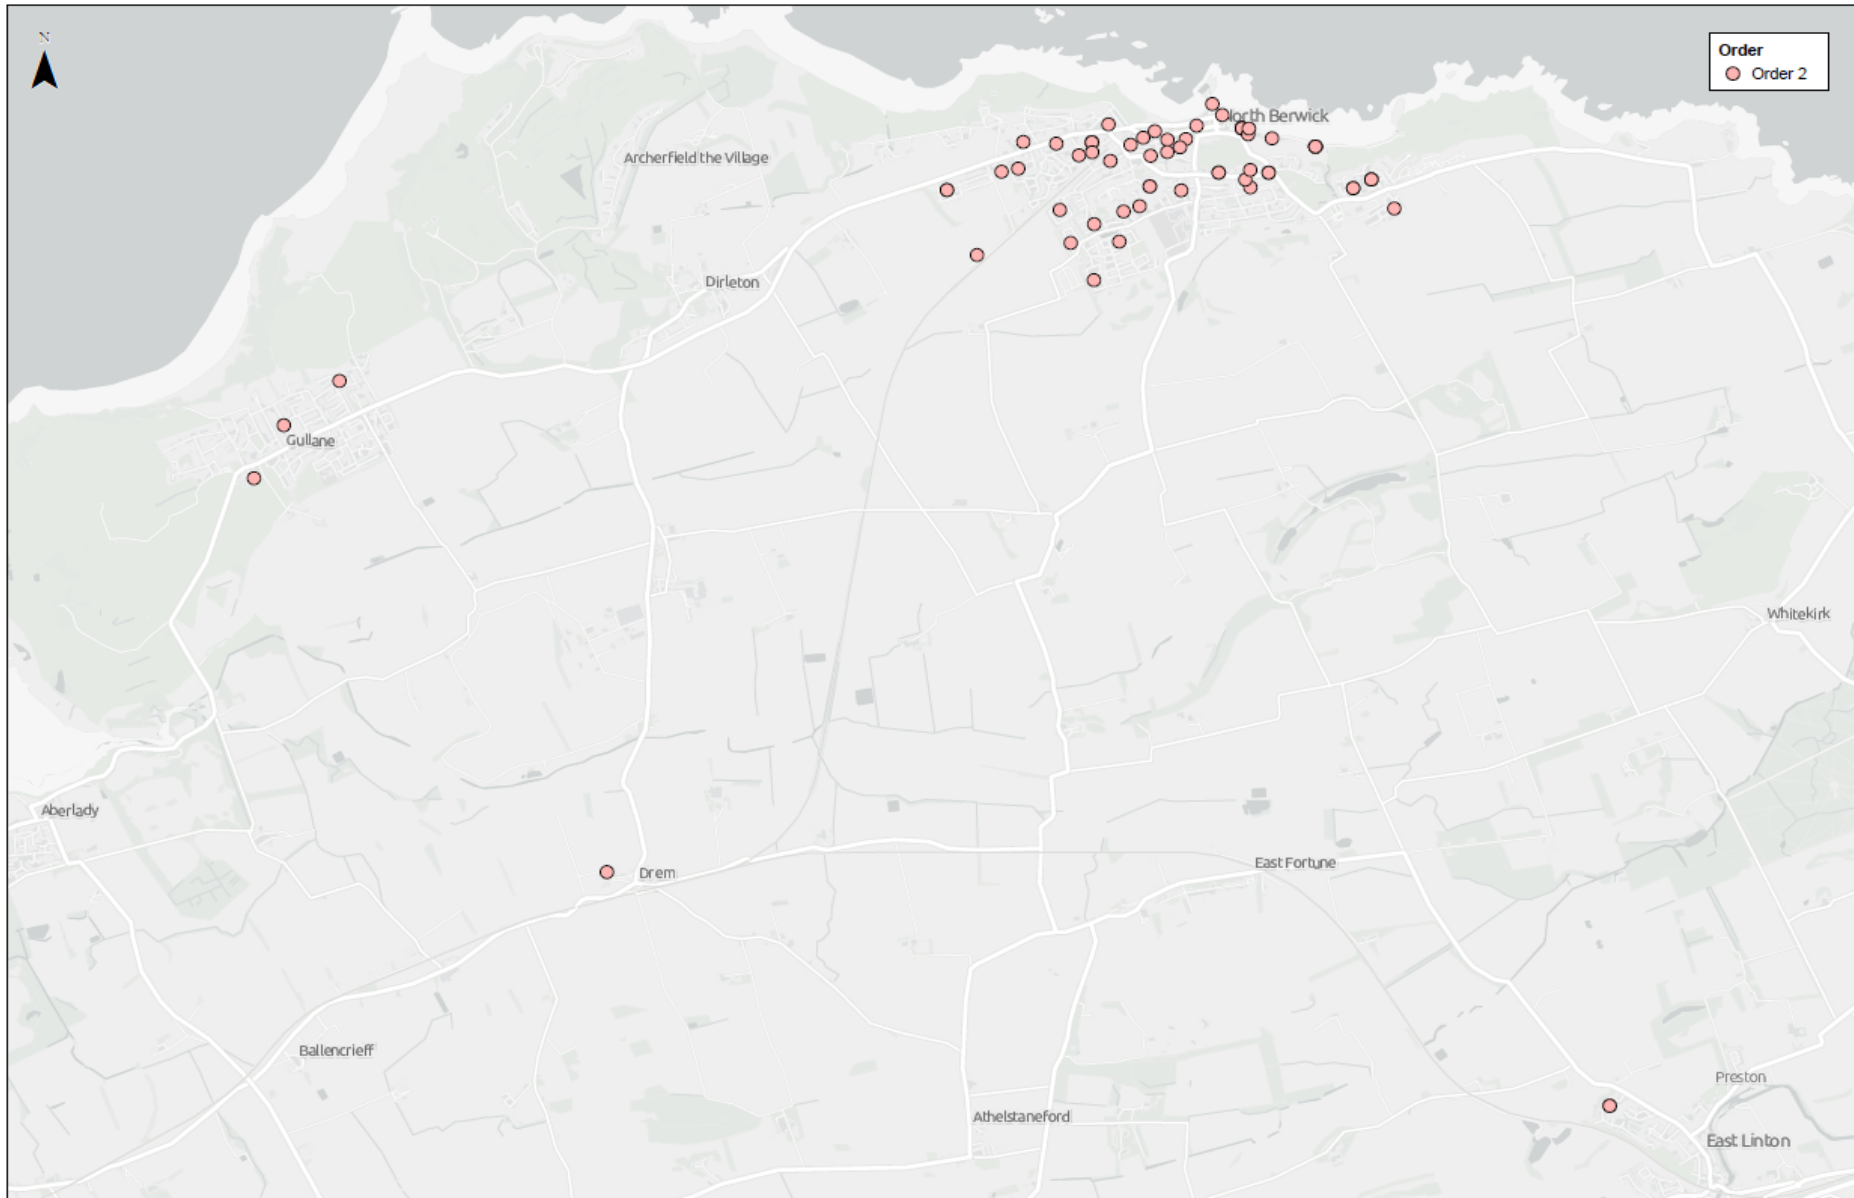 N
Order
Order 2
North Berwick
Archerfield the Village
Dirleton
Gullane
Whitekirk
Aberlady
East Fortune
Drem
Ballencrieff
Preston
Athelstaneford
East Linton